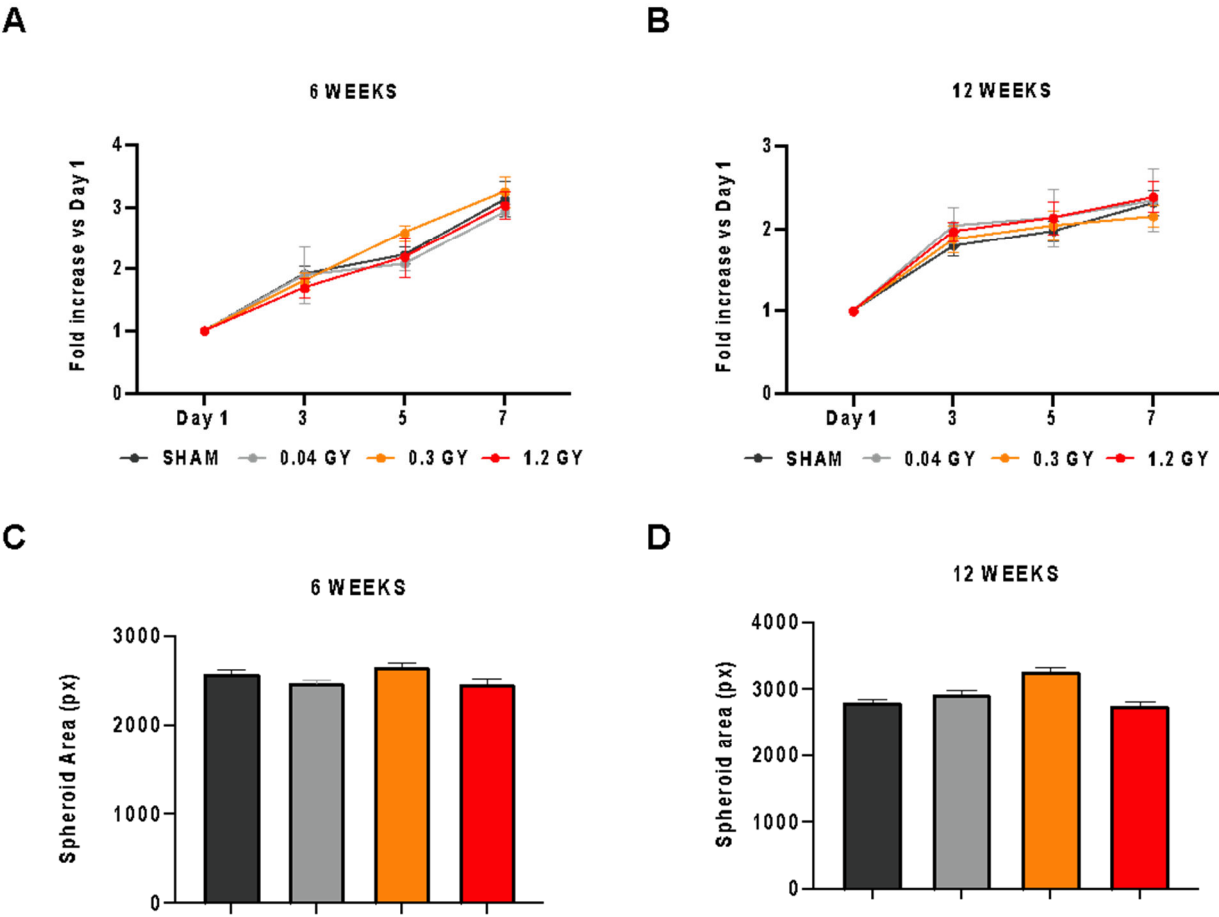 A
B
6 WEEKS
12 WEEKS
Fold increase vs Day 1
4
3
2
1
0
Day 1 3 5 7
SHAM 0.04 GY 0.3 GY 1.2 GY
Fold increase vs Day 1
3
2
1
0
Day 1 3 5 7
SHAM 0.04 GY 0.3 GY 1.2 GY
C
D
6 WEEKS
12 WEEKS
Spheroid Area (px)
3000
2000
1000
0
Spheroid area (px)
4000
3000
2000
1000
0